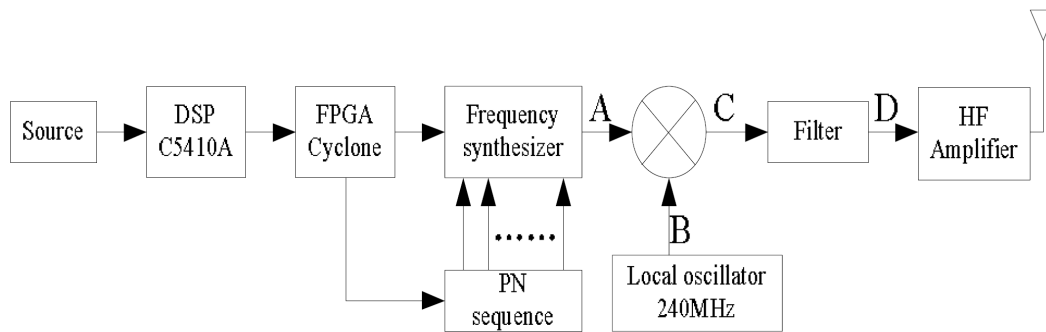 Source
DSP
C5410A
FPGA
Cyclone
Frequency
synthesizer
A
C
Filter
D
HF
Amplifier
B
PN
sequence
Local oscillator
240MHz